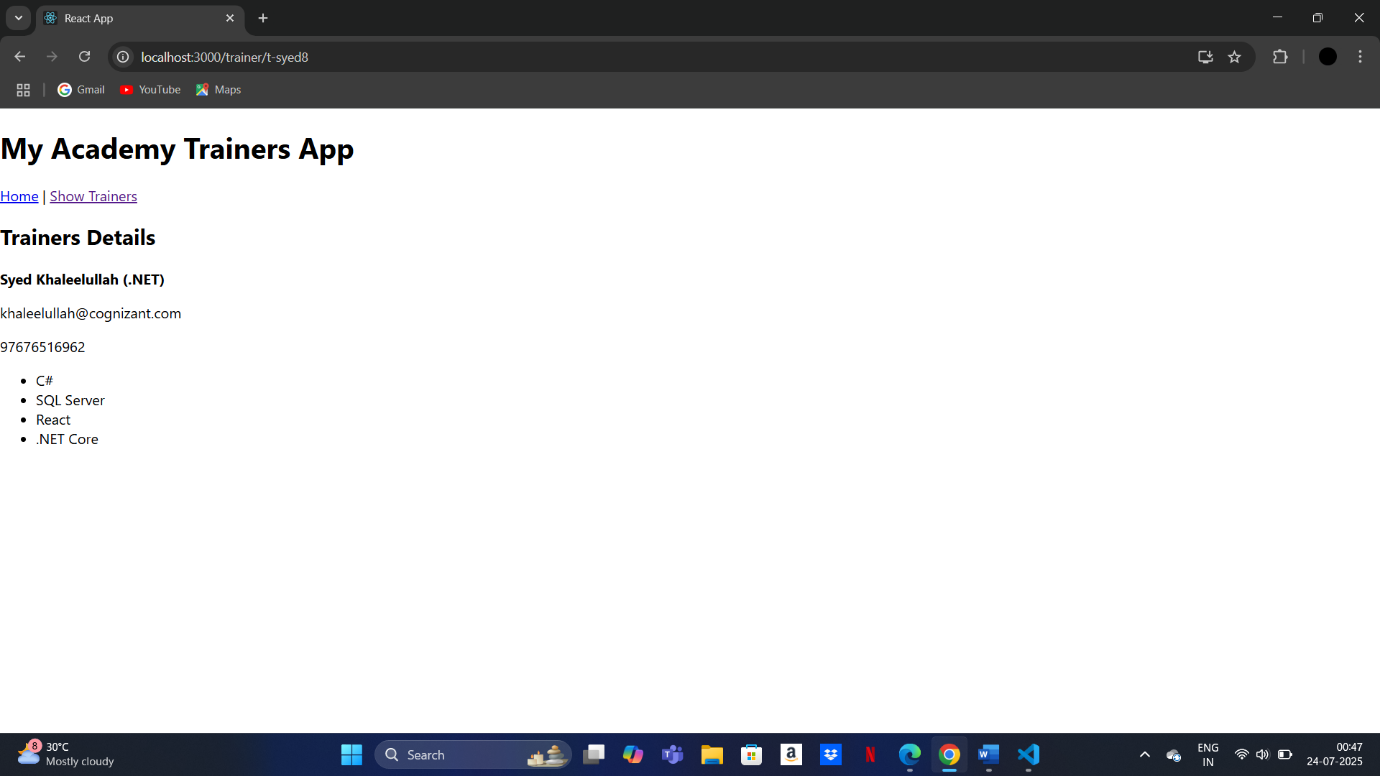 React App
localhost:3000/trainer/t-syed8
Gmail YouTube Maps
My Academy Trainers App
Home | Show Trainers
Trainers Details
Syed Khaleelullah (.NET)
khaleelullah@cognizant.com
97676516962
C#
SQL Server
React
.NET Core
8
30°C
Mostly cloudy
Search
ENG
IN
00:47
24-07-2025